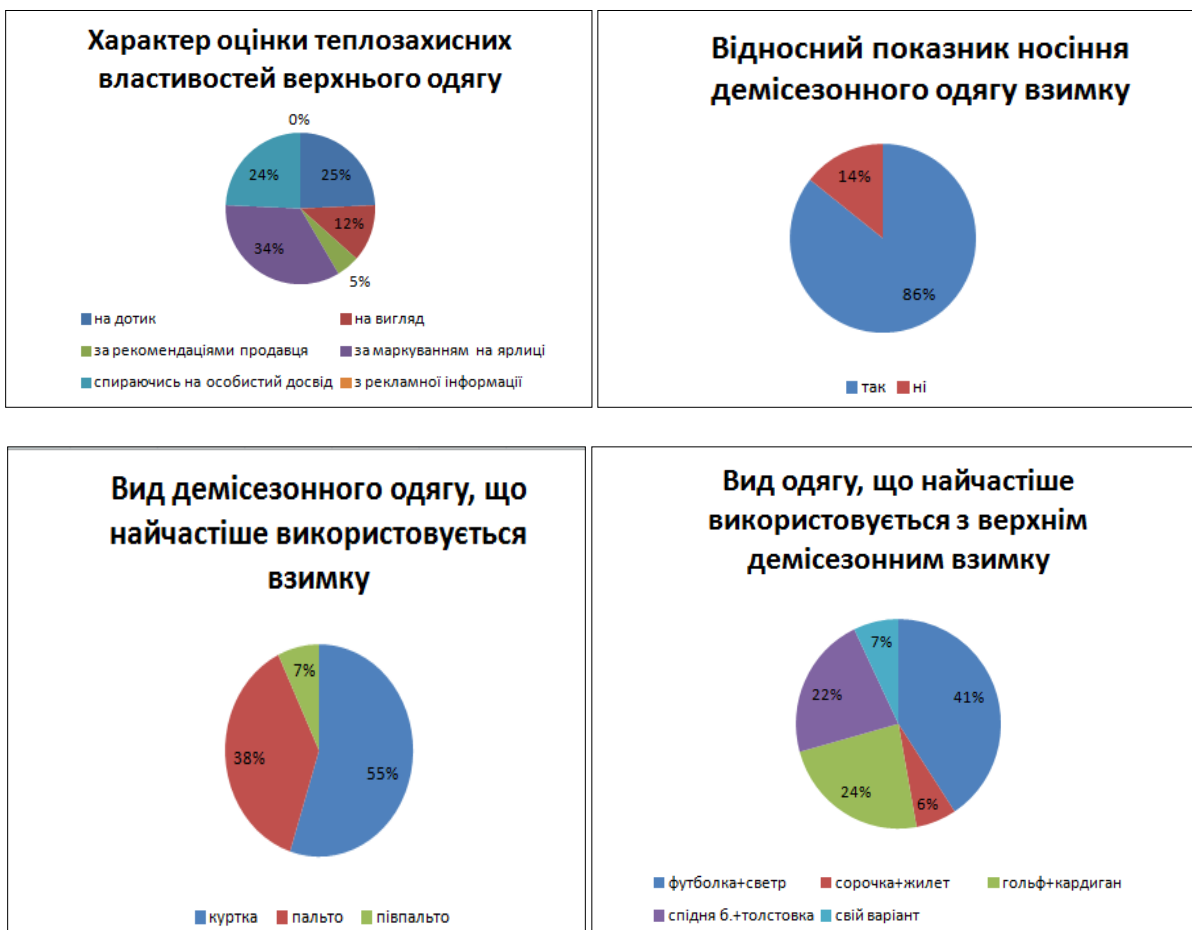 Характер оцінки теплозахисних
властивостей верхнього одягу
0%
24%
25%
12%
34%
5%
на дотик
на вигляд
за рекомендаціями продавця
за маркуванням на ярлиці
спираючись на особистий досвід
з рекламної інформації
Відносний показник носіння
демісезонного одягу взимку
14%
86%
так
ні
Вид демісезонного одягу, що
найчастіше використовується
взимку
7%
38%
55%
куртка
пальто
півпальто
Вид одягу, що найчастіше
використовується з верхнім
демісезонним взимку
7%
41%
22%
24%
6%
футболка+светр
сорочка+жилет
гольф+кардиган
спідня б.+толстовка
свій варіант